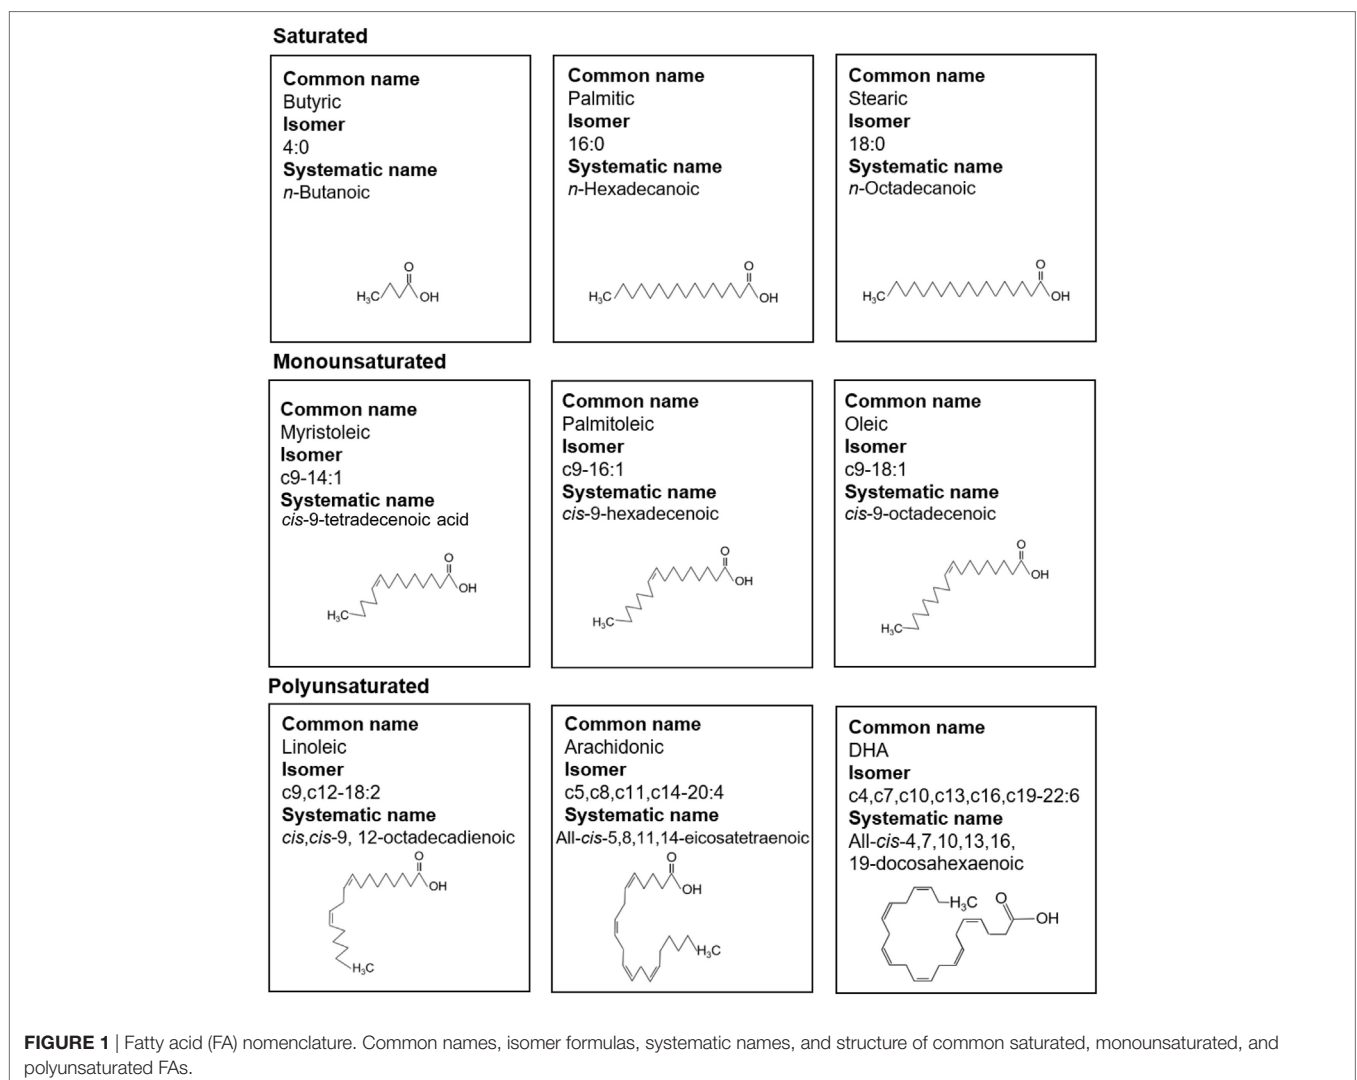 Saturated
Common name
Butyric
Isomer
4:0
Systematic name
n-Butanoic
O
H3C
OH
Common name
Palmitic
Isomer
16:0
Systematic name
n-Hexadecanoic
O
H3C
OH
Common name
Stearic
Isomer
18:0
Systematic name
n-Octadecanoic
O
H3C
OH
Monounsaturated
Common name
Myristoleic
Isomer
c9-14:1
Systematic name
cis-9-tetradecenoic acid
O
OH
H3C
Common name
Palmitoleic
Isomer
c9-16:1
Systematic name
cis-9-hexadecenoic
O
OH
H3C
Common name
Oleic
Isomer
c9-18:1
Systematic name
cis-9-octadecenoic
O
OH
H3C
Polyunsaturated
Common name
Linoleic
Isomer
c9,c12-18:2
Systematic name
cis,cis-9, 12-octadecadienoic
O
OH
H3C
Common name
Arachidonic
Isomer
c5,c8,c11,c14-20:4
Systematic name
All-cis-5,8,11,14-eicosatetraenoic
O
OH
H3C
Common name
DHA
Isomer
c4,c7,c10,c13,c16,c19-22:6
Systematic name
All-cis-4,7,10,13,16,
19-docosahexaenoic
H3C
O
OH
FIGURE 1 | Fatty acid (FA) nomenclature. Common names, isomer formulas, systematic names, and structure of common saturated, monounsaturated, and
polyunsaturated FAs.